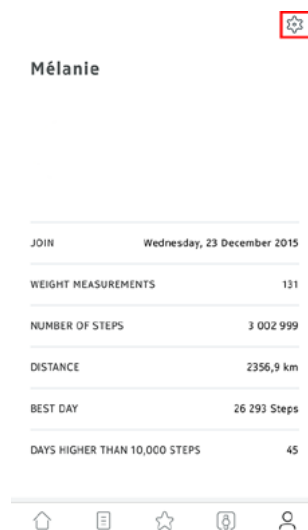 Mélanie
JOIN Wednesday, 23 December 2015
WEIGHT MEASUREMENTS 131
NUMBER OF STEPS 3 002 999
DISTANCE 2356,9 km
BEST DAY 26 293 Steps
DAYS HIGHER THAN 10,000 STEPS 45